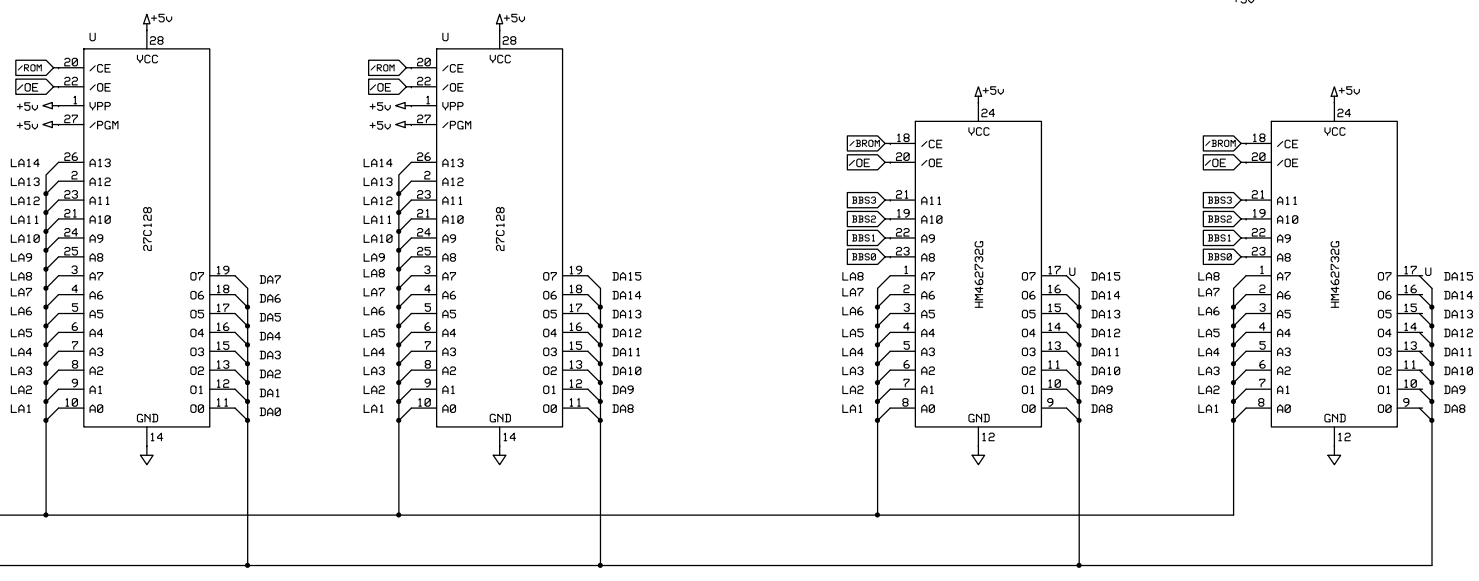 +5v
+5v +5v
U 28 U 28
VCC VCC
/ROM 20 /CE /ROM 20 /CE
/OE 22 /OE /OE 22 /OE
+5v 1 VPP +5v 1 VPP +5v +5v
+5v 27 /PGM +5v 27 /PGM 24 24
VCC VCC
/BROM 18 /CE /BROM 18 /CE
LA14 26 A13 LA14 26 A13 /OE 20 /OE /OE 20 /OE
LA13 2 A12 LA13 2 A12
LA12 23 A11 LA12 23 A11 BBS3 21 A11 BBS3 21 A11
LA11 21 A10 LA11 21 A10 BBS2 19 A10 BBS2 19 A10
LA10 24 A9 LA10 24 A9 BBS1 22 A9 BBS1 22 A9
LA9 25 A8 LA9 25 A8 BBS0 23 A8 BBS0 23 A8
27C128 27C128 HM462732G HM462732G
LA8 3 A7 O7 19 DA7 LA8 3 A7 O7 19 DA15 LA8 1 A7 O7 17 U DA15 LA8 1 A7 O7 17 U DA15
LA7 4 A6 O6 18 DA6 LA7 4 A6 O6 18 DA14 LA7 2 A6 O6 16 DA14 LA7 2 A6 O6 16 DA14
LA6 5 A5 O5 17 DA5 LA6 5 A5 O5 17 DA13 LA6 3 A5 O5 15 DA13 LA6 3 A5 O5 15 DA13
LA5 6 A4 O4 16 DA4 LA5 6 A4 O4 16 DA12 LA5 4 A4 O4 14 DA12 LA5 4 A4 O4 14 DA12
LA4 7 A3 O3 15 DA3 LA4 7 A3 O3 15 DA11 LA4 5 A3 O3 13 DA11 LA4 5 A3 O3 13 DA11
LA3 8 A2 O2 13 DA2 LA3 8 A2 O2 13 DA10 LA3 6 A2 O2 11 DA10 LA3 6 A2 O2 11 DA10
LA2 9 A1 O1 12 DA1 LA2 9 A1 O1 12 DA9 LA2 7 A1 O1 10 DA9 LA2 7 A1 O1 10 DA9
LA1 10 A0 O0 11 DA0 LA1 10 A0 O0 11 DA8 LA1 8 A0 O0 9 DA8 LA1 8 A0 O0 9 DA8
GND GND GND GND
14 14 12 12